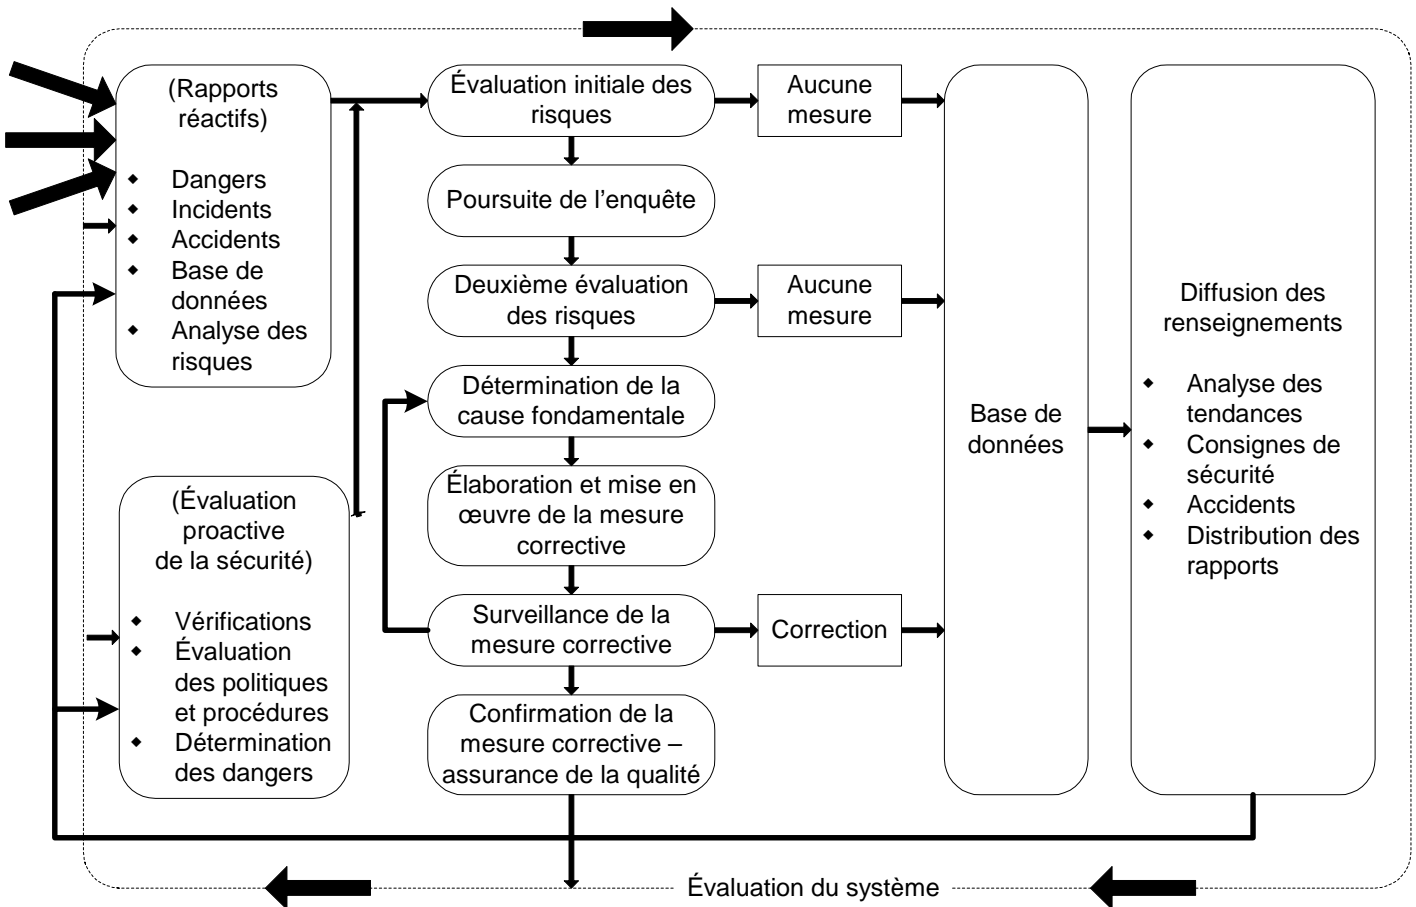 (Rapports
réactifs)
◆ Dangers
◆ Incidents
◆ Accidents
◆ Base de
données
◆ Analyse des
risques
(Évaluation
proactive
de la sécurité)
◆ Vérifications
◆ Évaluation
des politiques
et procédures
◆ Détermination
des dangers
Évaluation initiale des
risques
Poursuite de l’enquête
Deuxième évaluation
des risques
Détermination de la
cause fondamentale
Élaboration et mise en
œuvre de la mesure
corrective
Surveillance de la
mesure corrective
Confirmation de la
mesure corrective –
assurance de la qualité
Aucune
mesure
Aucune
mesure
Correction
Base de
données
Diffusion des
renseignements
◆ Analyse des
tendances
◆ Consignes de
sécurité
◆ Accidents
◆ Distribution des
rapports
Évaluation du système